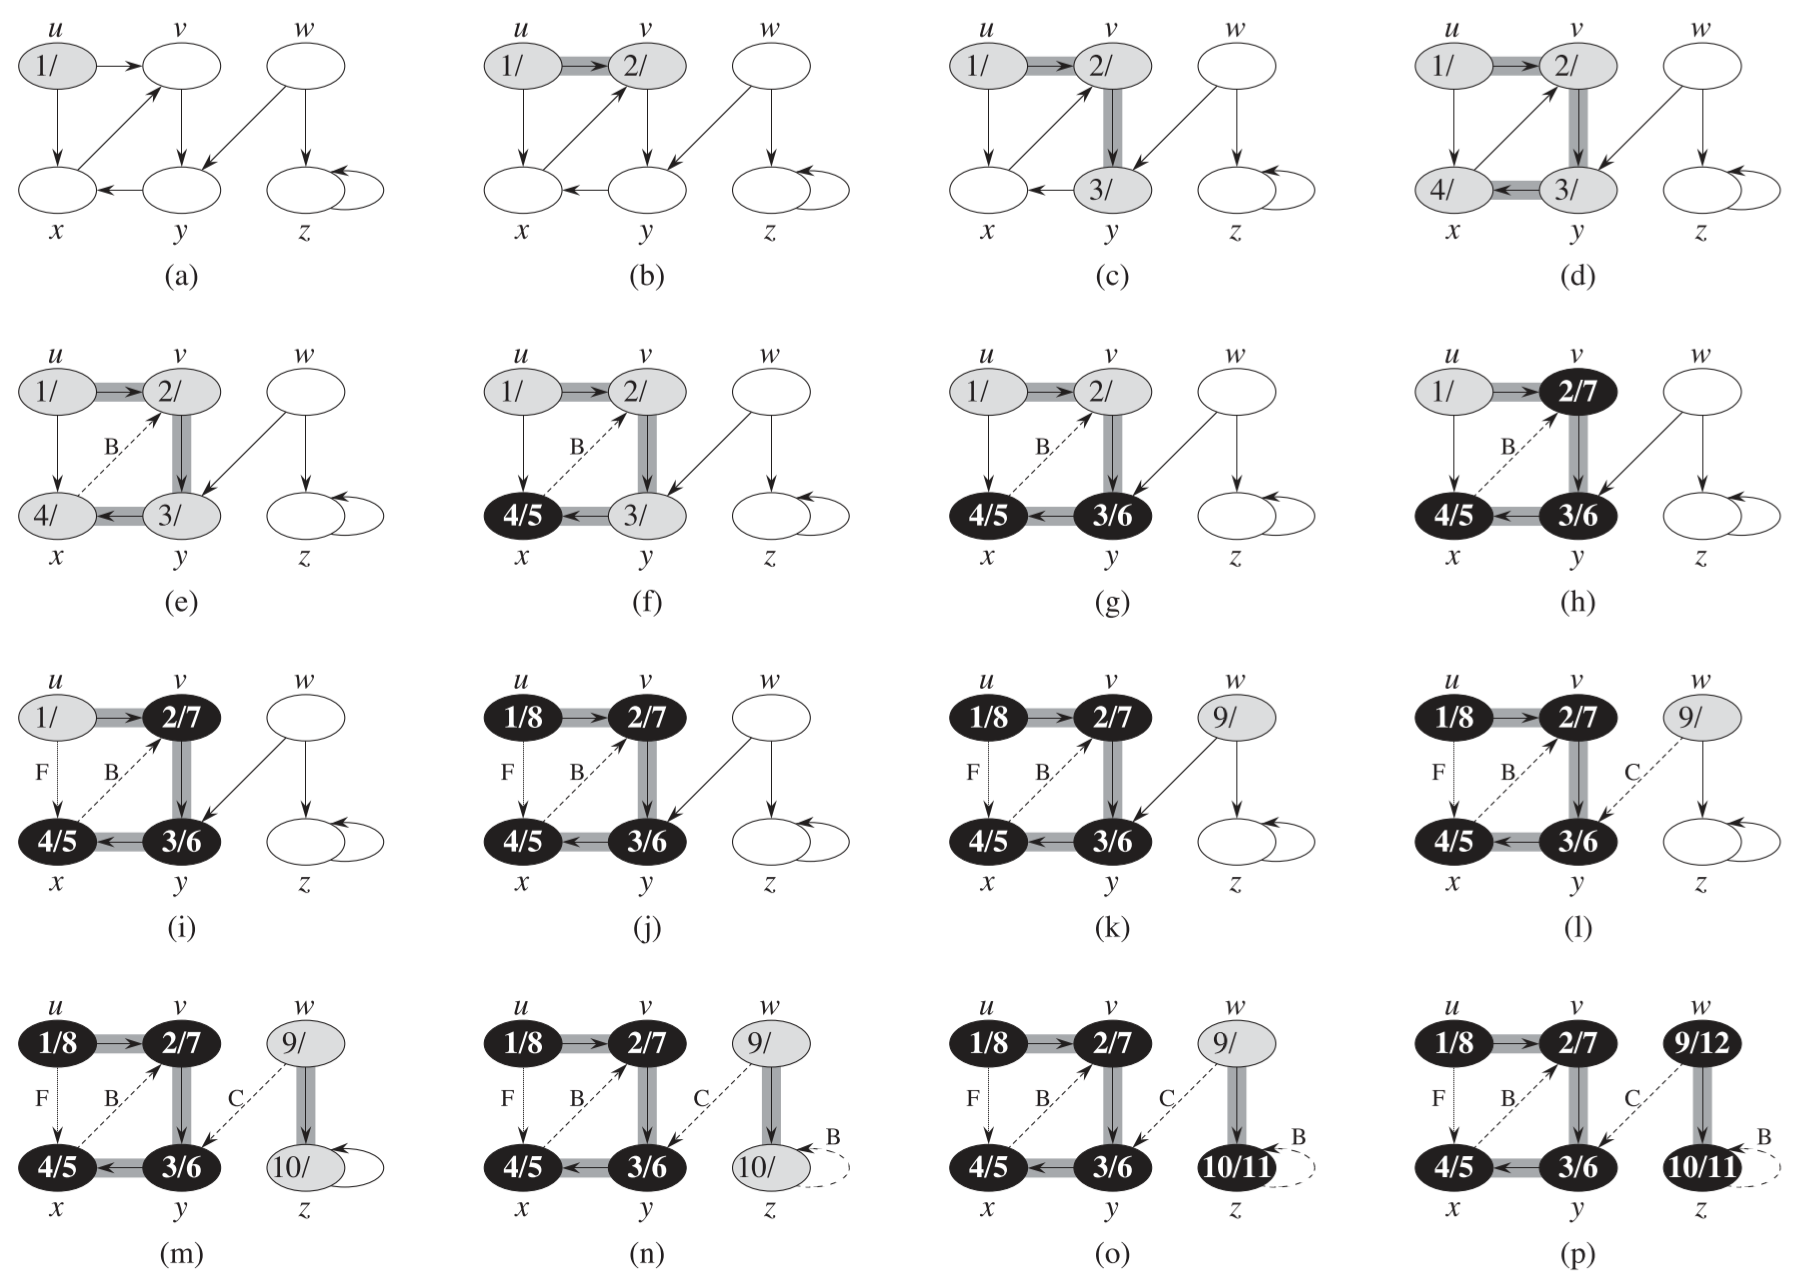 u v w u v w u v w u v w
1/ 1/ 2/ 1/ 2/ 1/ 2/
3/ 4/ 3/
x y z x y z x y z x y z
(a) (b) (c) (d)
u v w u v w u v w u v w
1/ 2/ 1/ 2/ 1/ 2/ 1/ 2/7
B B B B
4/ 3/ 4/5 3/ 4/5 3/6 4/5 3/6
x y z x y z x y z x y z
(e) (f) (g) (h)
u v w u v w u v w u v w
1/ 2/7 1/8 2/7 1/8 2/7 9/ 1/8 2/7 9/
F B F B F B F B C
4/5 3/6 4/5 3/6 4/5 3/6 4/5 3/6
x y z x y z x y z x y z
(i) (j) (k) (l)
u v w u v w u v w u v w
1/8 2/7 9/ 1/8 2/7 9/ 1/8 2/7 9/ 1/8 2/7 9/12
F B C F B C F B C F B C
B B B
4/5 3/6 10/ 4/5 3/6 10/ 4/5 3/6 10/11 4/5 3/6 10/11
x y z x y z x y z x y z
(m) (n) (o) (p)